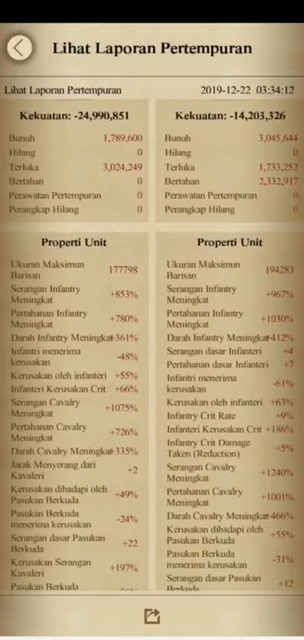 Lihat Laporan Pertempuran
Lihat Laporan Pertempuran 2019-12-22 03:34:12
Kekuatan: -24,990,851
Bunuh 1,789,600
Hilang 0
Terluka 3,024,249
Bertahan 0
Perawatan Pertempuran 0
Perangkap Hilang 0
Kekuatan: -14,203,326
Bunuh 3,045,644
Hilang 0
Terluka 1,733,252
Bertahan 2,332,917
Perawatan Pertempuran 0
Perangkap Hilang 0
Properti Unit
Ukuran Maksimun
Barisan 177798
Serangan Infantry
Meningkat +853%
Pertahanan Infantry
Meningkat +780%
Darah Infantry Meningkat+361%
Infantri menerima
kerusakan -48%
Kerusakan oleh infanteri +55%
Infanteri Kerusakan Crit +66%
Serangan Cavalry
Meningkat +1075%
Pertahanan Cavalry
Meningkat +726%
Darah Cavalry Meningkat+335%
Jarak Menyerang dari
Kavaleri +2
Kerusakan dihadapi oleh
Pasukan Berkuda +49%
Pasukan Berkuda
menerima kerusakan -24%
Serangan dasar Pasukan
Berkuda +22
Kerusakan Serangan
Kavaleri +197%
Pasukan Berkuda
Properti Unit
Ukuran Maksimun
Barisan 194283
Serangan Infantry
Meningkat +967%
Pertahanan Infantry
Meningkat +1030%
Darah Infantry Meningkat+412%
Serangan dasar Infanteri +4
Pertahanan dasar Infanteri +7
Infantri menerima
kerusakan -61%
Kerusakan oleh infanteri +63%
Infantry Crit Rate +9%
Infanteri Kerusakan Crit +186%
Infantry Crit Damage
Taken (Reduction) +5%
Serangan Cavalry
Meningkat +1240%
Pertahanan Cavalry
Meningkat +1001%
Darah Cavalry Meningkat+466%
Kerusakan dihadapi oleh
Pasukan Berkuda +55%
Pasukan Berkuda
menerima kerusakan -31%
Serangan dasar Pasukan
Berkuda +12